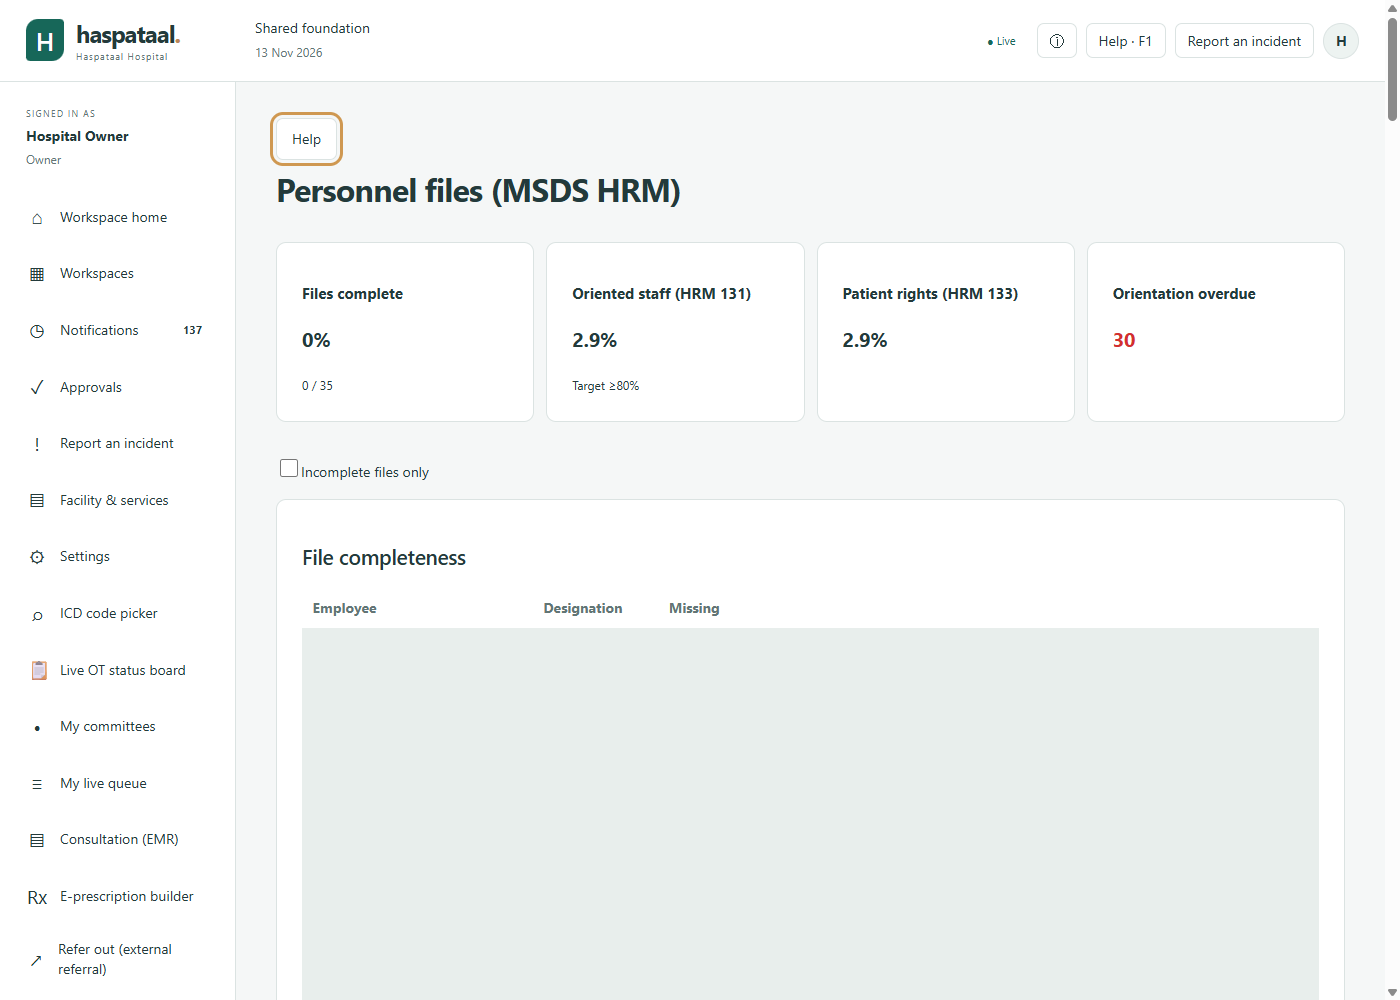 H
haspataal.
Haspataal Hospital
Shared foundation
13 Nov 2026
● Live
Help · F1
Report an incident
H
SIGNED IN AS
Hospital Owner
Owner
Workspace home
Workspaces
Notifications 137
Approvals
! Report an incident
Facility & services
Settings
ICD code picker
Live OT status board
My committees
My live queue
Consultation (EMR)
Rx E-prescription builder
Refer out (external
referral)
Help
Personnel files (MSDS HRM)
Files complete
0%
0 / 35
Oriented staff (HRM 131)
2.9%
Target ≥80%
Patient rights (HRM 133)
2.9%
Orientation overdue
30
Incomplete files only
File completeness
Employee Designation Missing